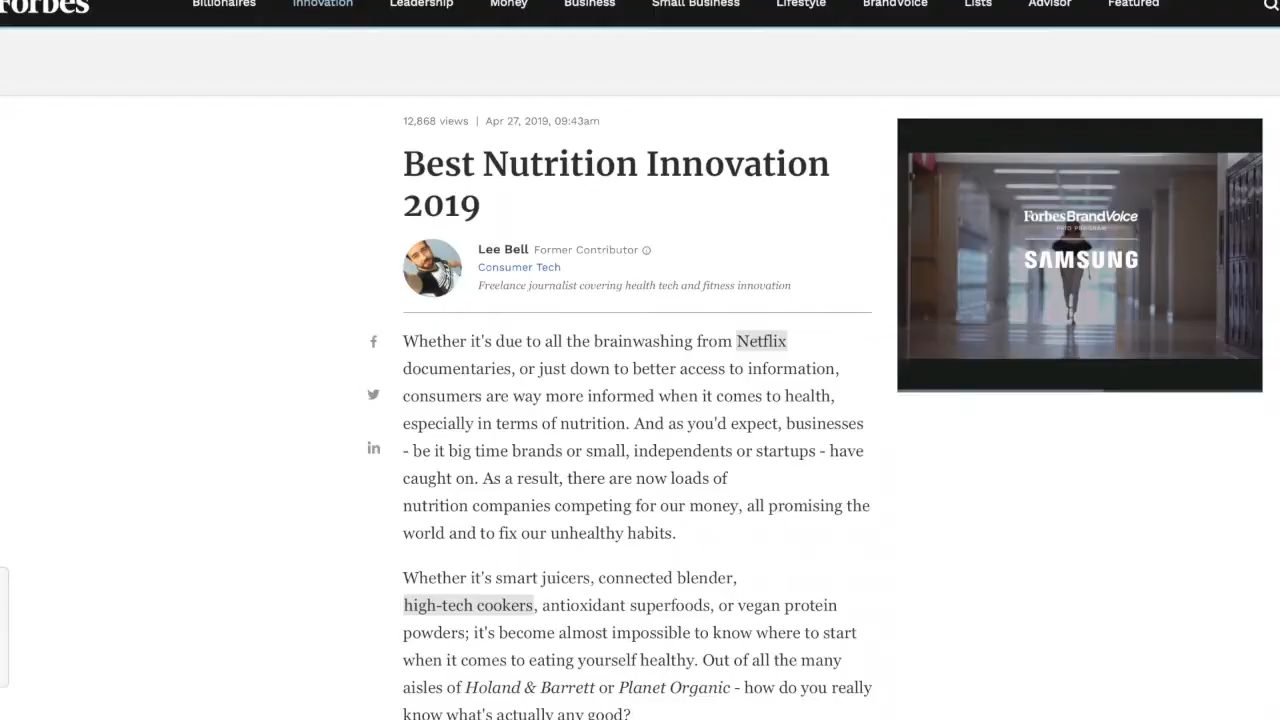 Forbes
Billionaires Innovation Leadership Money Business Small Business Lifestyle BrandVoice Lists Advisor Featured
12,868 views | Apr 27, 2019, 09:43am
Best Nutrition Innovation
2019
Lee Bell Former Contributor
Consumer Tech
Freelance journalist covering health tech and fitness innovation
Whether it's due to all the brainwashing from Netflix
documentaries, or just down to better access to information,
consumers are way more informed when it comes to health,
especially in terms of nutrition. And as you'd expect, businesses
- be it big time brands or small, independents or startups - have
caught on. As a result, there are now loads of
nutrition companies competing for our money, all promising the
world and to fix our unhealthy habits.
Whether it's smart juicers, connected blender,
high-tech cookers, antioxidant superfoods, or vegan protein
powders; it's become almost impossible to know where to start
when it comes to eating yourself healthy. Out of all the many
aisles of Holand & Barrett or Planet Organic - how do you really
know what's actually any good?
ForbesBrandVoice
PAID PROGRAM
SAMSUNG